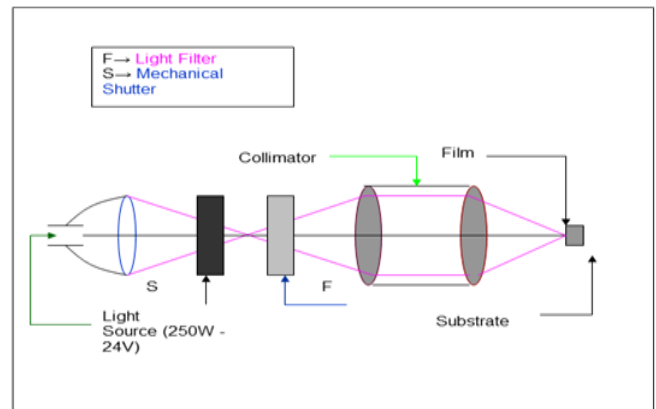 F→ Light Filter
S→ Mechanical
Shutter
Collimator
Film
S
F
Light
Source (250W -
24V)
Substrate